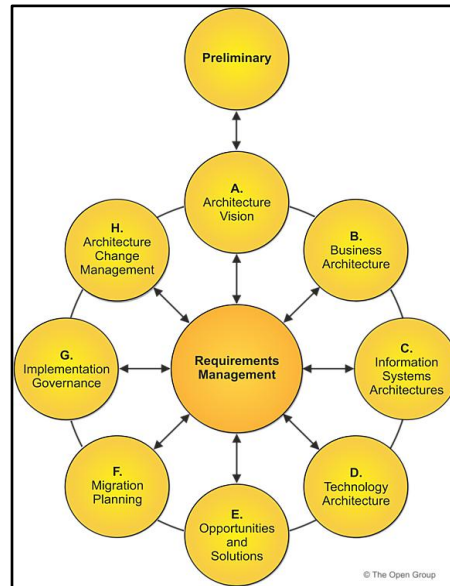 Preliminary
A.
Architecture
Vision
B.
Business
Architecture
C.
Information
Systems
Architectures
D.
Technology
Architecture
E.
Opportunities
and
Solutions
F.
Migration
Planning
G.
Implementation
Governance
H.
Architecture
Change
Management
Requirements
Management
© The Open Group